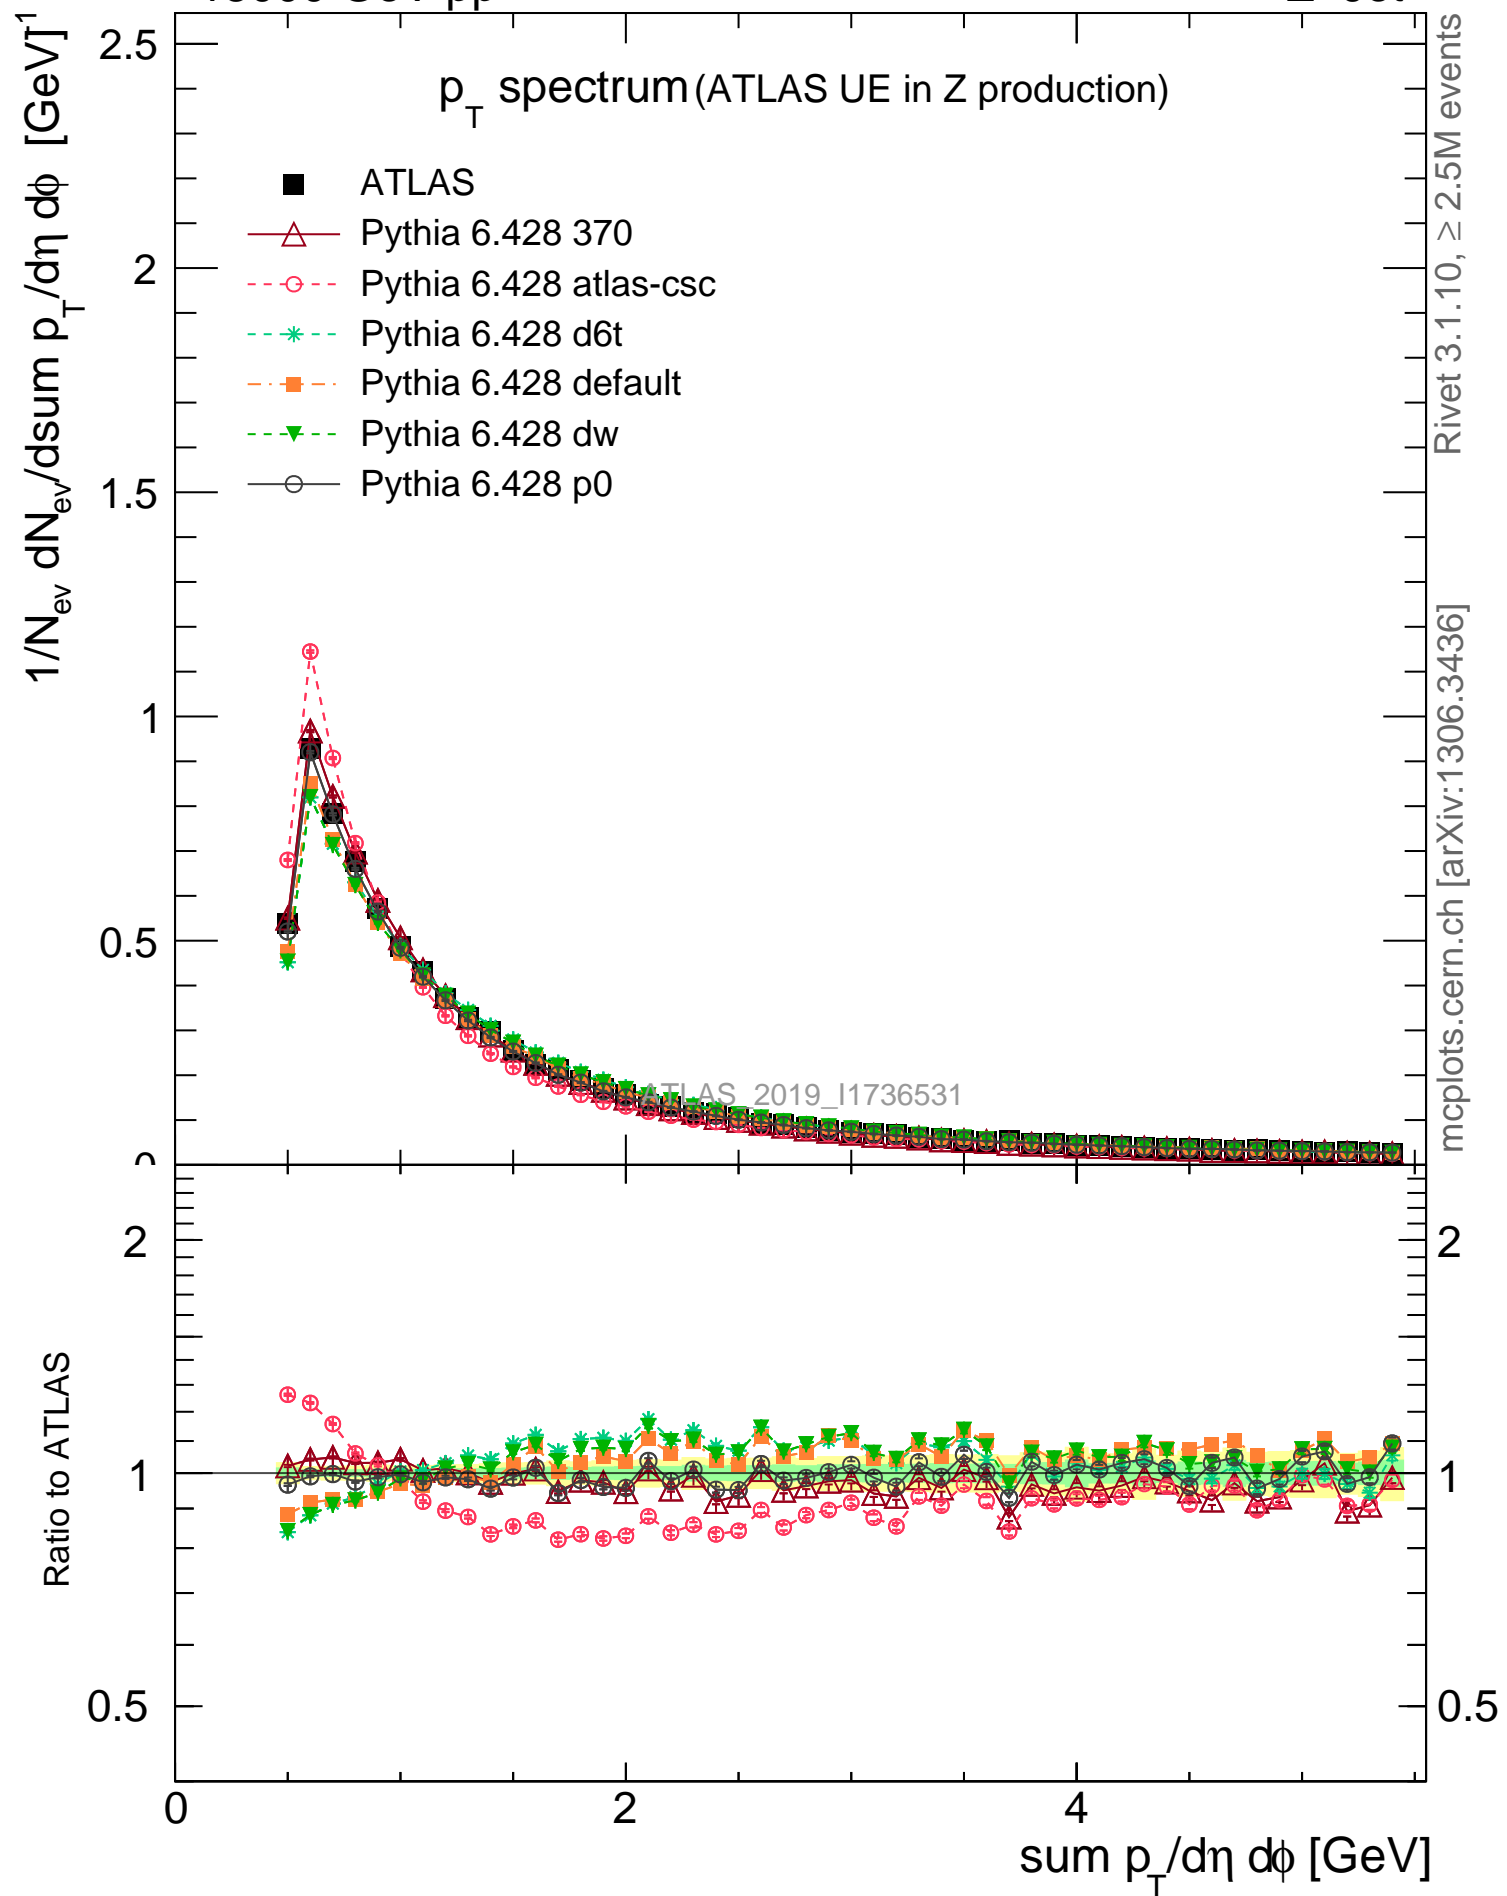 p_T spectrum (ATLAS UE in Z production)
1/N_ev dN_ev/dsum p_T/dη dϕ [GeV]^-1
2.5
2
1.5
1
0.5
0
ATLAS
Pythia 6.428 370
Pythia 6.428 atlas-csc
Pythia 6.428 d6t
Pythia 6.428 default
Pythia 6.428 dw
Pythia 6.428 p0
ATLAS_2019_I1736531
Rivet 3.1.10, ≥ 2.5M events
mcplots.cern.ch [arXiv:1306.3436]
Ratio to ATLAS
2
1
0.5
2
1
0.5
0
2
4
sum p_T/dη dϕ [GeV]